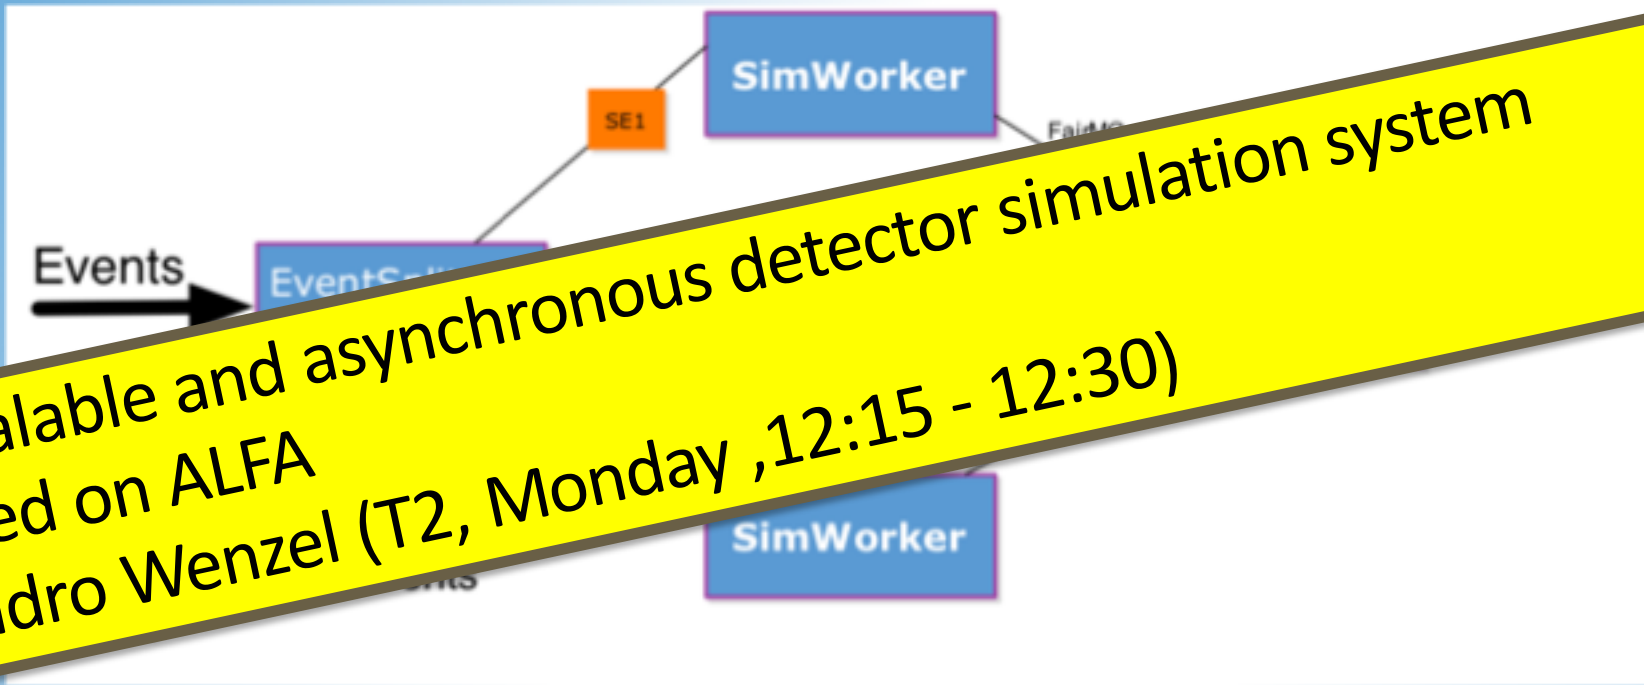 SimWorker
SE1
Events
alable and asynchronous detector simulation system
ed on ALFA
dro Wenzel (T2, Monday ,12:15 - 12:30)
SimWorker